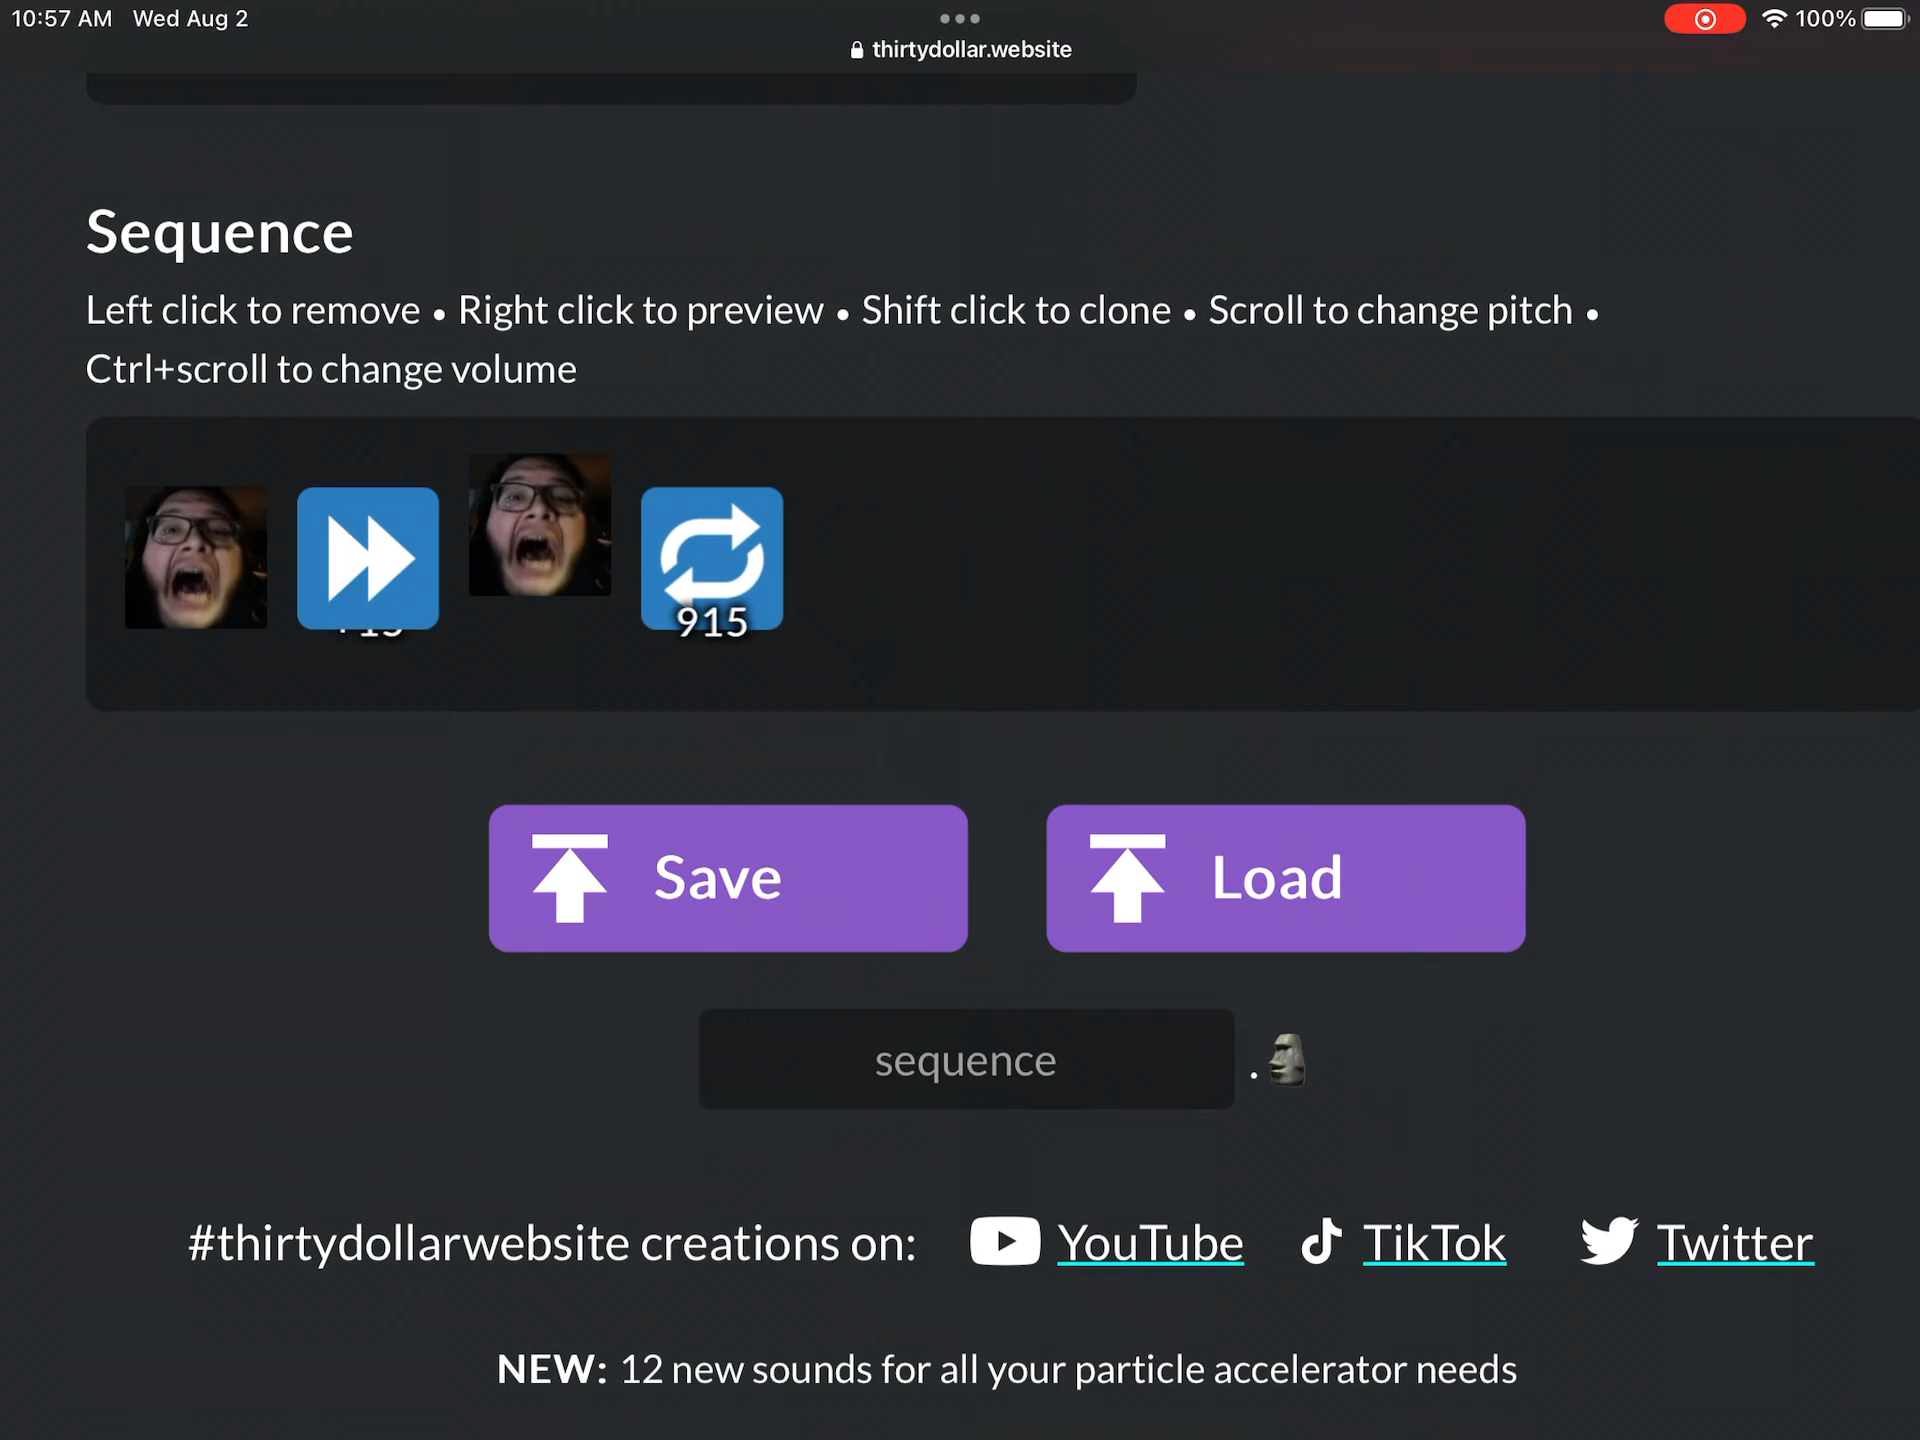 10:57 AM Wed Aug 2
100%
thirtydollar.website
Sequence
Left click to remove • Right click to preview • Shift click to clone • Scroll to change pitch •
Ctrl+scroll to change volume
915
Save
Load
sequence
.
#thirtydollarwebsite creations on: YouTube TikTok Twitter
NEW: 12 new sounds for all your particle accelerator needs